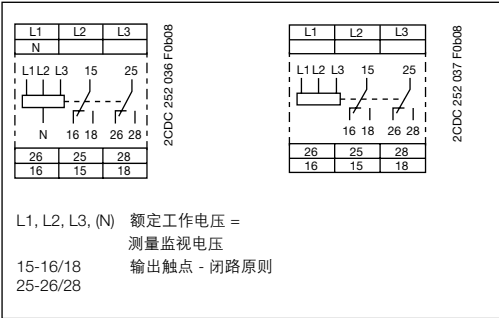 L1 L2 L3
N
L1 L2 L3 15 25
N 16 18 26 28
26 25 28
16 15 18
2CDC 252 036 F0b08
L1 L2 L3
L1 L2 L3 15 25
16 18 26 28
26 25 28
16 15 18
2CDC 252 037 F0b08
L1, L2, L3, (N) 额定工作电压 =
测量监视电压
15-16/18 输出触点 - 闭路原则
25-26/28